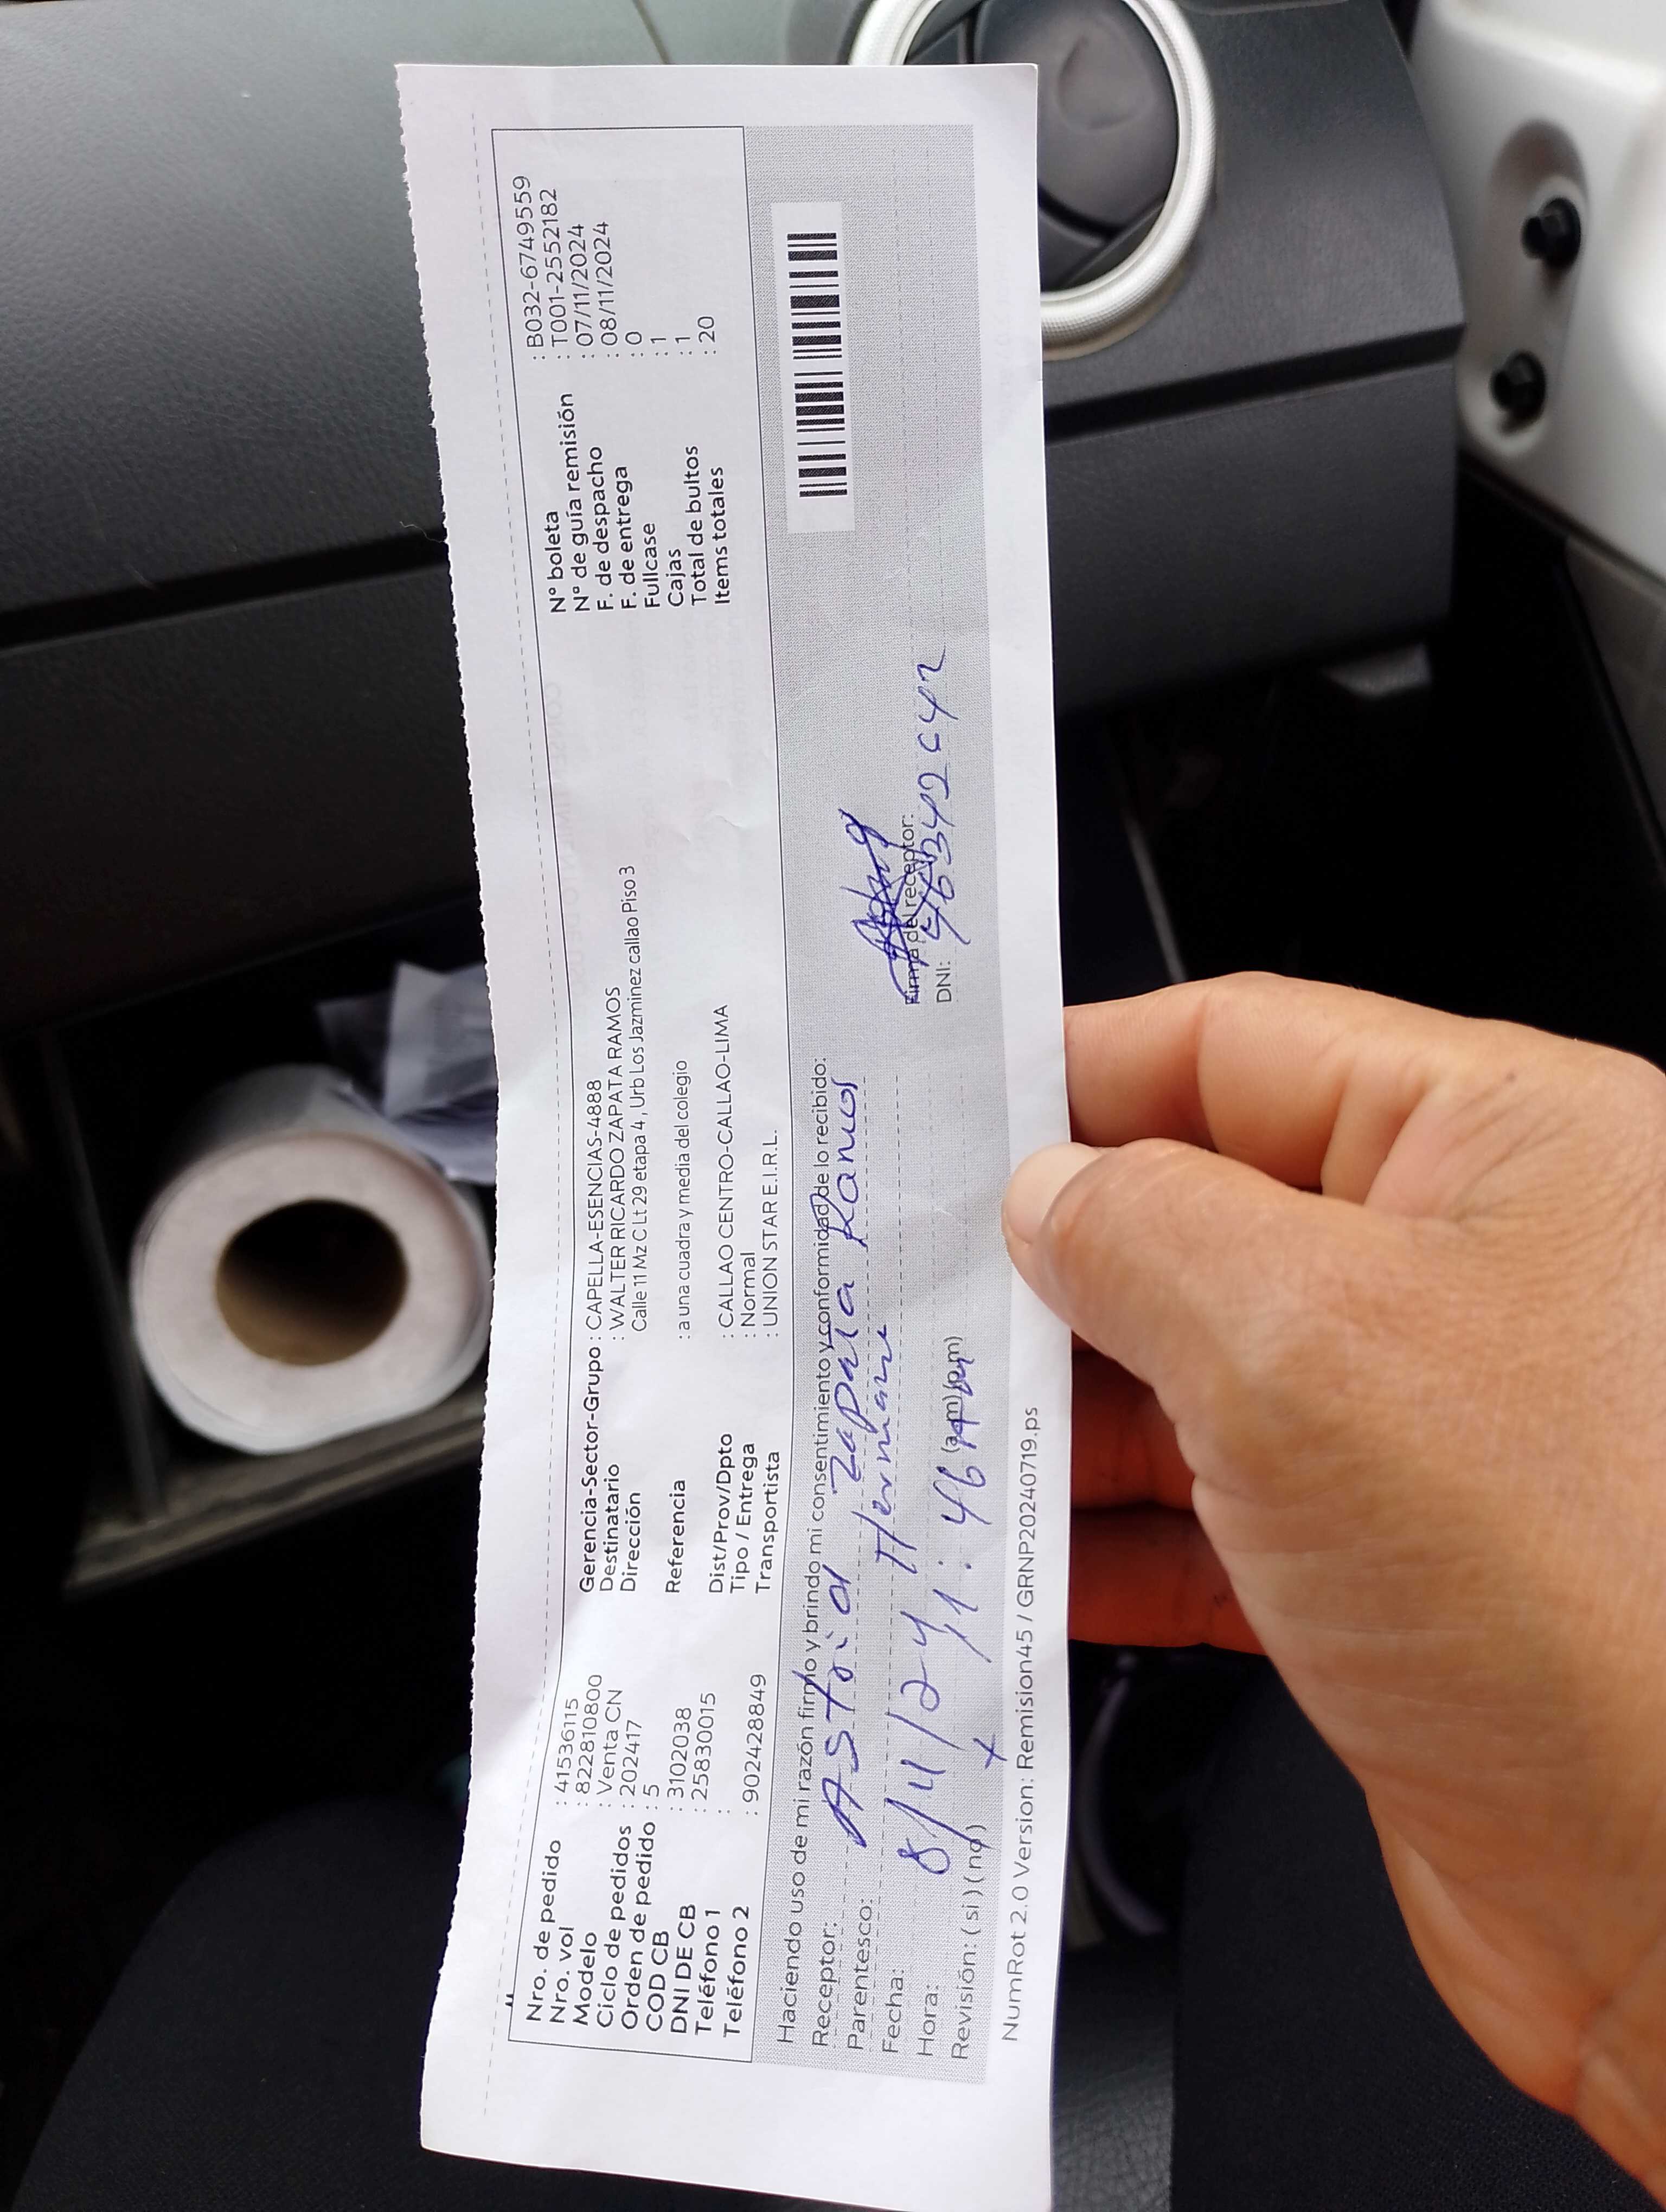 Nro. de pedido : 41536115
Nro. vol : 822810800
Modelo : Venta CN
Ciclo de pedidos : 202417
Orden de pedido : 5
COD CB : 3102038
DNI DE CB : 25830015
Teléfono 1 :
Teléfono 2 : 902428849
Gerencia-Sector-Grupo : CAPELLA-ESENCIAS-4888
Destinatario : WALTER RICARDO ZAPATA RAMOS
Dirección Calle 11 Mz C Lt 29 etapa 4 , Urb Los Jazminez callao Piso 3
Referencia : a una cuadra y media del colegio
Dist/Prov/Dpto : CALLAO CENTRO-CALLAO-LIMA
Tipo / Entrega : Normal
Transportista : UNION STAR E.I.R.L.
N° boleta : B032-6749559
N° de guía remisión : T001-2552182
F. de despacho : 07/11/2024
F. de entrega : 08/11/2024
Fullcase : 0
Cajas : 1
Total de bultos : 1
Items totales : 20
Haciendo uso de mi razón firmo y brindo mi consentimiento y conformidad de lo recibido:
Receptor: Astrid Zapata Ramos
Parentesco: Hermana
Fecha: 8/11/24
Hora: 11:46 (am) (pm)
Revisión: ( si ) ( no ) x
Firma del receptor:
DNI:
NumRot 2.0 Version: Remision45 / GRNP20240719.ps